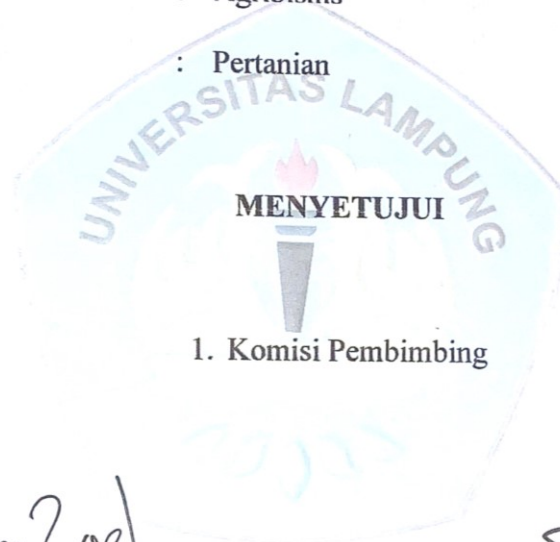 : Pertanian
UNIVERSITAS LAMPUNG
MENYETUJUI
1. Komisi Pembimbing